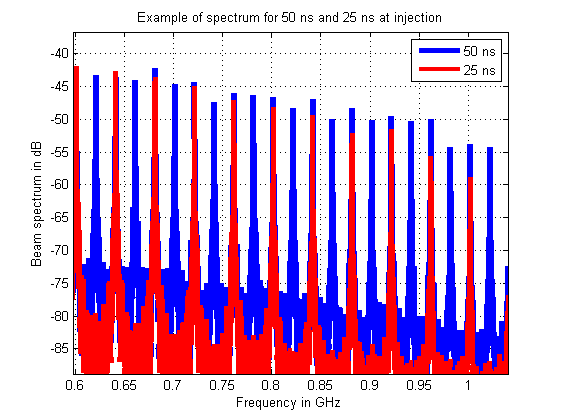 Example of spectrum for 50 ns and 25 ns at injection
50 ns
25 ns
-40
-45
-50
-55
-60
-65
-70
-75
-80
-85
Beam spectrum in dB
0.6 0.65 0.7 0.75 0.8 0.85 0.9 0.95 1
Frequency in GHz